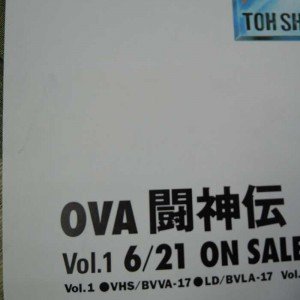 TOH SH
OVA 闘神伝
Vol.1 6/21 ON SALE
Vol.1 ●VHS/BVVA-17●LD/BVLA-17 Vol.